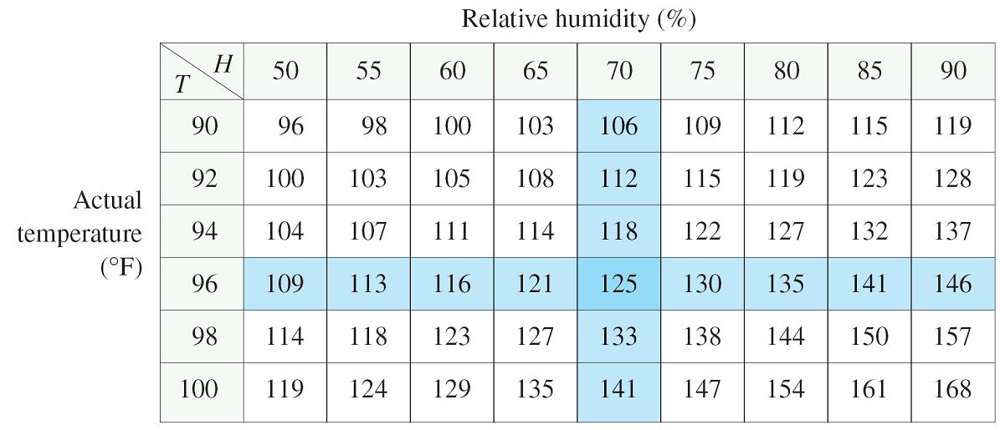 Relative humidity (%)
T H 50 55 60 65 70 75 80 85 90
90 96 98 100 103 106 109 112 115 119
92 100 103 105 108 112 115 119 123 128
Actual temperature (°F)
94 104 107 111 114 118 122 127 132 137
96 109 113 116 121 125 130 135 141 146
98 114 118 123 127 133 138 144 150 157
100 119 124 129 135 141 147 154 161 168